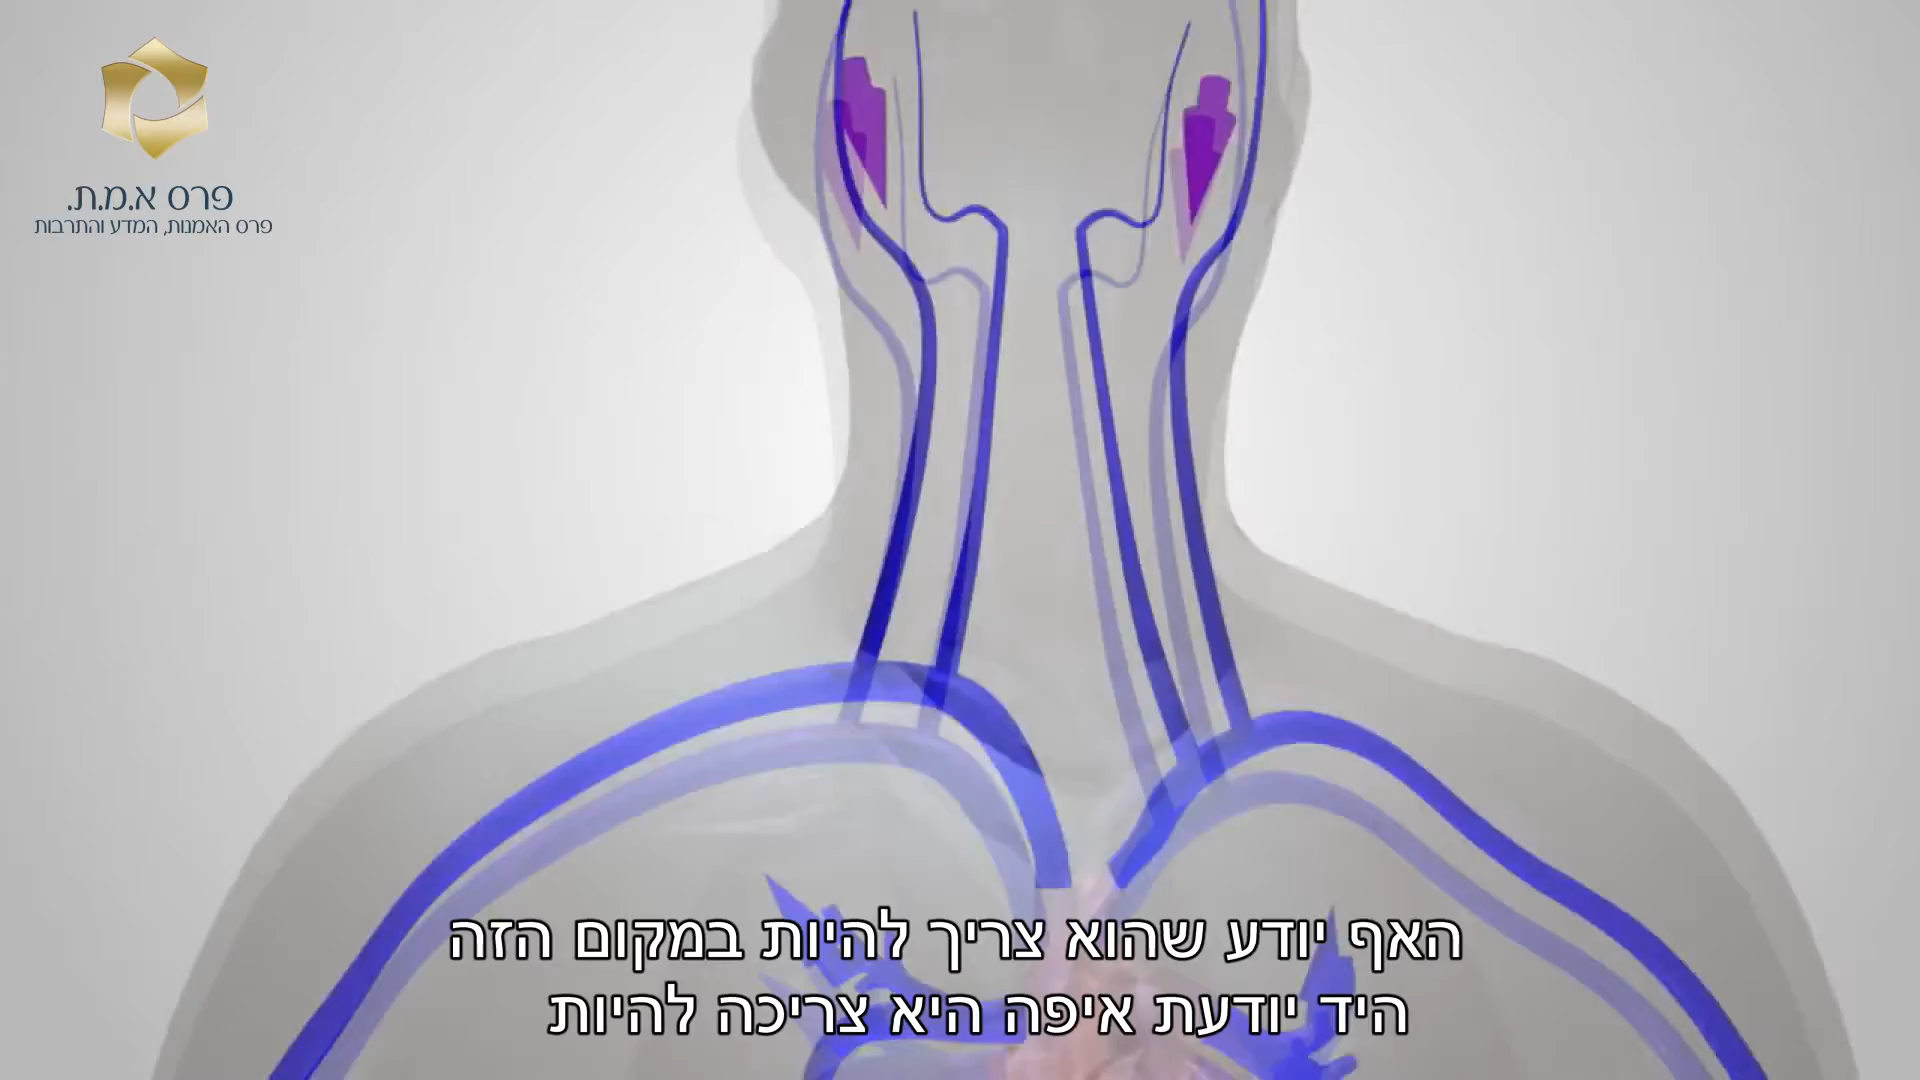 פרס א.מ.ת.
פרס האמנות, המדע והתרבות
האף יודע שהוא צריך להיות במקום הזה
היד יודעת איפה היא צריכה להיות